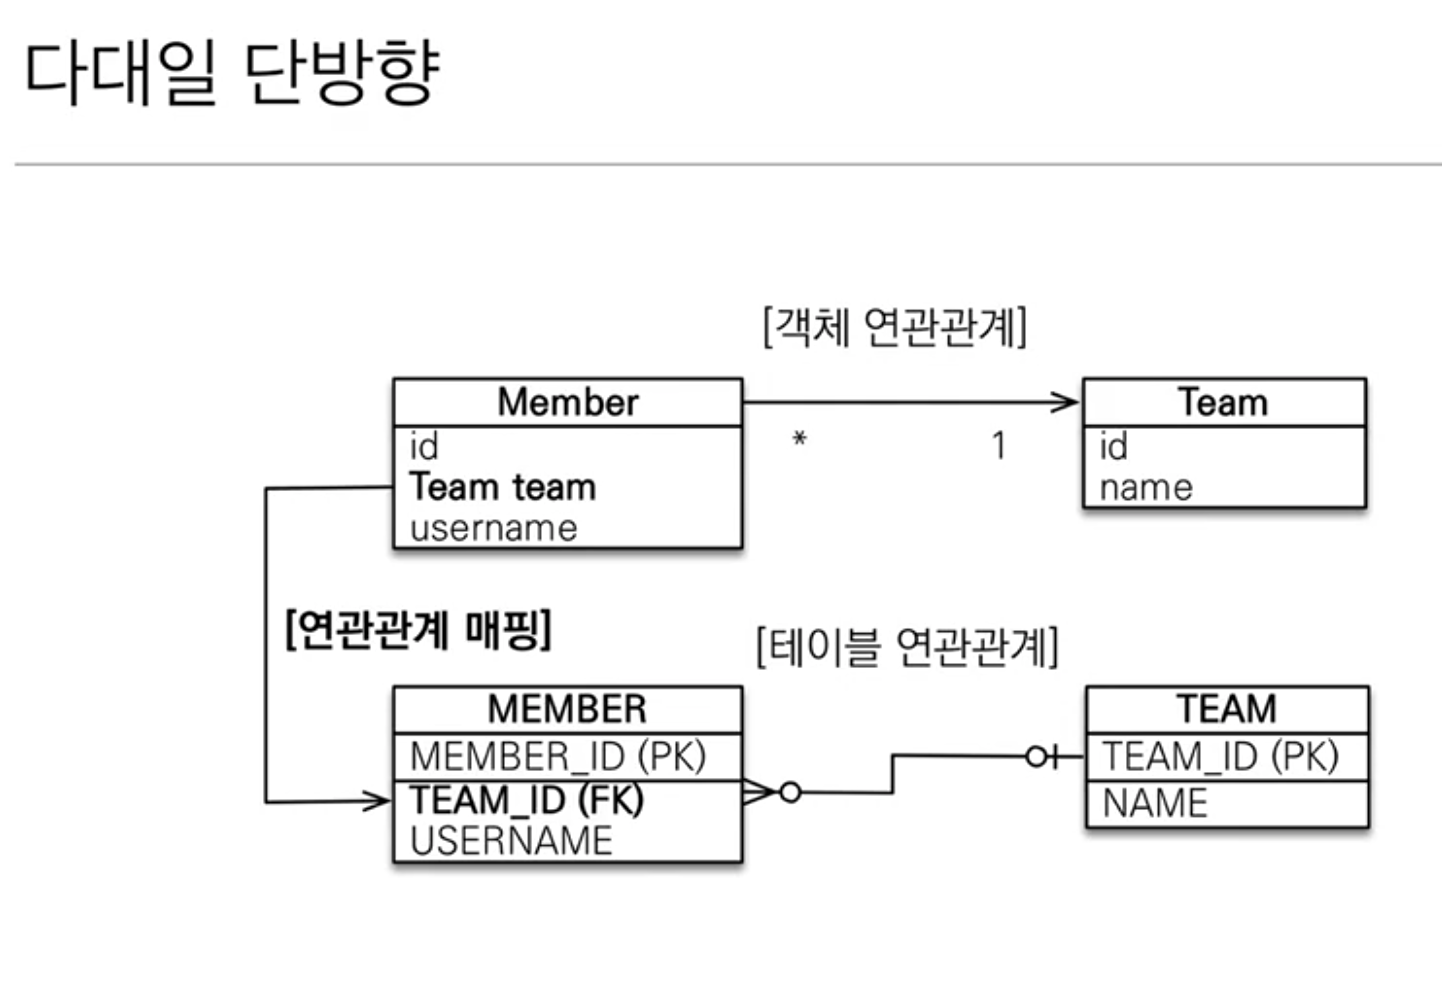 다대일 단방향
[객체 연관관계]
Member
id
Team team
username
* 1
Team
id
name
[연관관계 매핑]
[테이블 연관관계]
MEMBER
MEMBER_ID (PK)
TEAM_ID (FK)
USERNAME
TEAM
TEAM_ID (PK)
NAME